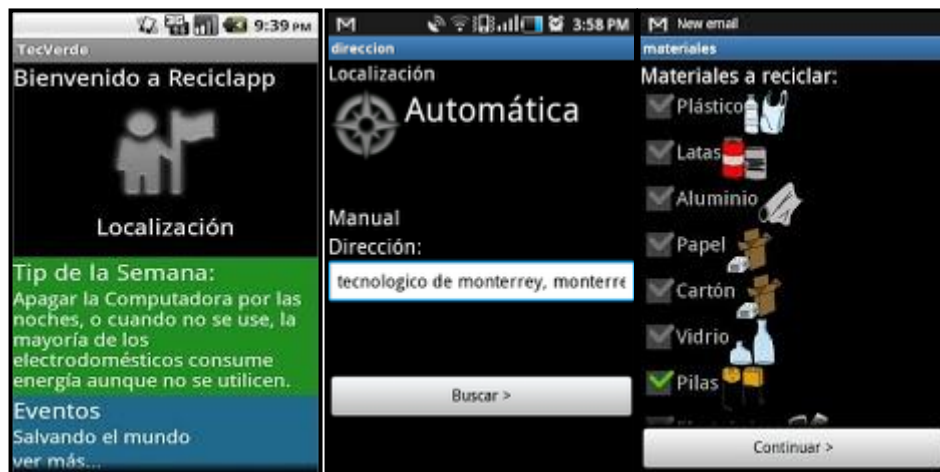 9:39 PM
TecVerde
Bienvenido a Reciclapp
Localización
Tip de la Semana:
Apagar la Computadora por las
noches, o cuando no se use, la
mayoría de los
electrodomésticos consume
energía aunque no se utilicen.
Eventos
Salvando el mundo
ver más...
3:58 PM
direccion
Localización
Automática
Manual
Dirección:
tecnologico de monterrey, monterre
Buscar >
New email
materiales
Materiales a reciclar:
Plástico
Latas
Aluminio
Papel
Cartón
Vidrio
Pilas
Continuar >